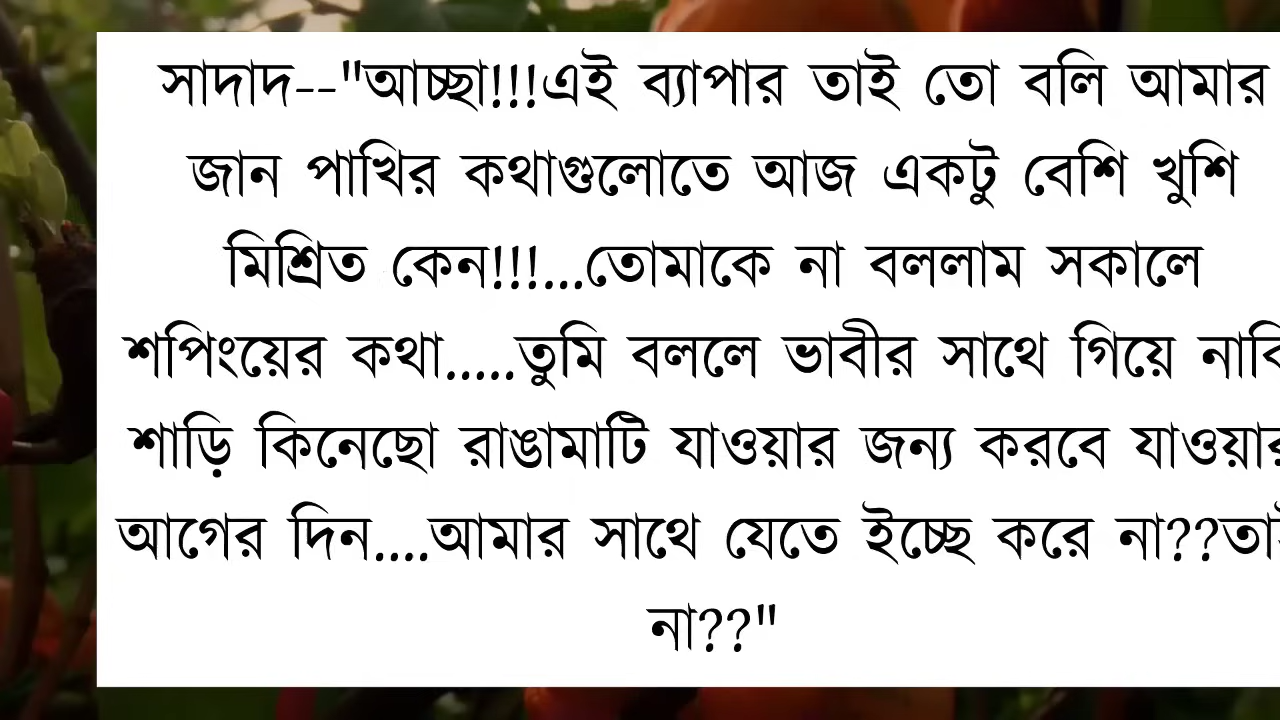 সাদাদ--"আচ্ছা!!!এই ব্যাপার তাই তো বলি আমার
জান পাখির কথাগুলোতে আজ একটু বেশি খুশি
মিশ্রিত কেন!!!...তোমাকে না বললাম সকালে
শপিংয়ের কথা.....তুমি বললে ভাবীর সাথে গিয়ে
শাড়ি কিনেছো রাঙামাটি যাওয়ার জন্য করবে
আগের দিন....আমার সাথে যেতে ইচ্ছে করে না??
না??"